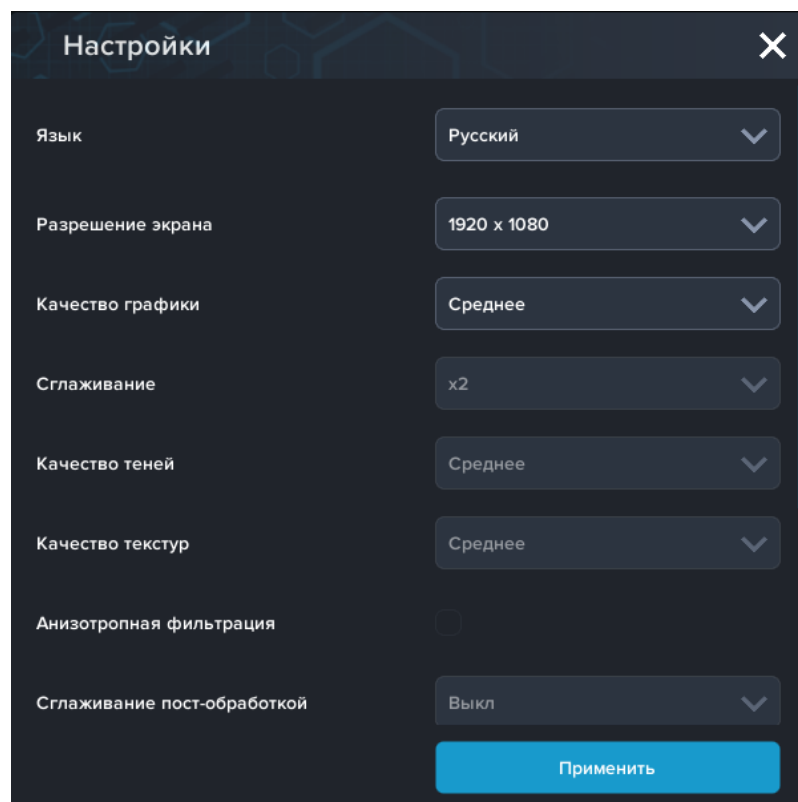 Настройки
Язык
Русский
Разрешение экрана
1920 x 1080
Качество графики
Среднее
Сглаживание
x2
Качество теней
Среднее
Качество текстур
Среднее
Анизотропная фильтрация
Сглаживание пост-обработкой
Выкл
Применить